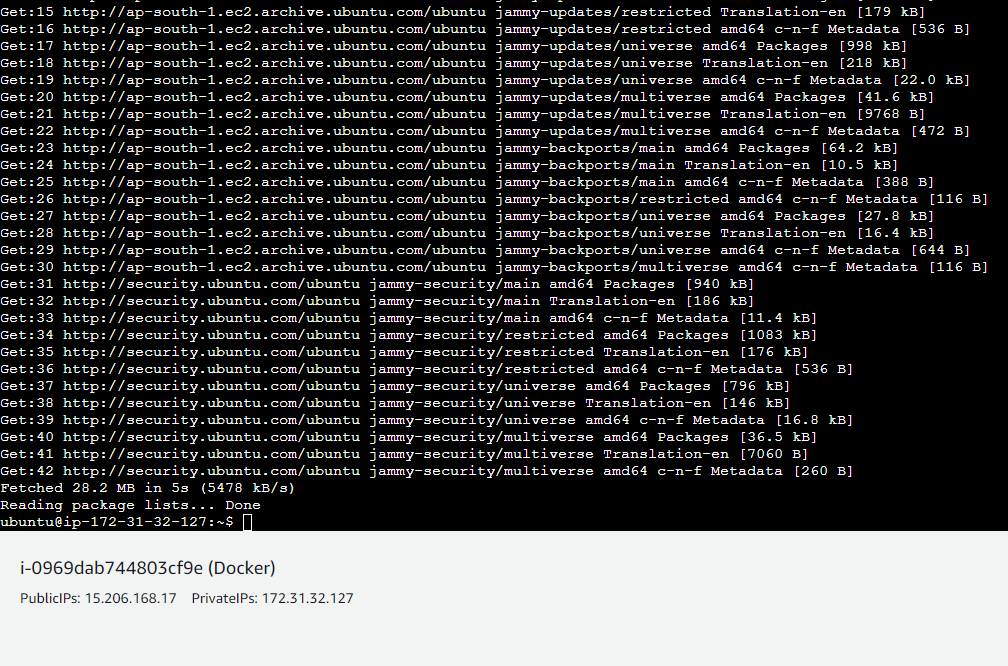 Get:15 http://ap-south-1.ec2.archive.ubuntu.com/ubuntu jammy-updates/restricted Translation-en [179 kB]
Get:16 http://ap-south-1.ec2.archive.ubuntu.com/ubuntu jammy-updates/restricted amd64 c-n-f Metadata [536 B]
Get:17 http://ap-south-1.ec2.archive.ubuntu.com/ubuntu jammy-updates/universe amd64 Packages [998 kB]
Get:18 http://ap-south-1.ec2.archive.ubuntu.com/ubuntu jammy-updates/universe Translation-en [218 kB]
Get:19 http://ap-south-1.ec2.archive.ubuntu.com/ubuntu jammy-updates/universe amd64 c-n-f Metadata [22.0 kB]
Get:20 http://ap-south-1.ec2.archive.ubuntu.com/ubuntu jammy-updates/multiverse amd64 Packages [41.6 kB]
Get:21 http://ap-south-1.ec2.archive.ubuntu.com/ubuntu jammy-updates/multiverse Translation-en [9768 B]
Get:22 http://ap-south-1.ec2.archive.ubuntu.com/ubuntu jammy-updates/multiverse amd64 c-n-f Metadata [472 B]
Get:23 http://ap-south-1.ec2.archive.ubuntu.com/ubuntu jammy-backports/main amd64 Packages [64.2 kB]
Get:24 http://ap-south-1.ec2.archive.ubuntu.com/ubuntu jammy-backports/main Translation-en [10.5 kB]
Get:25 http://ap-south-1.ec2.archive.ubuntu.com/ubuntu jammy-backports/main amd64 c-n-f Metadata [388 B]
Get:26 http://ap-south-1.ec2.archive.ubuntu.com/ubuntu jammy-backports/restricted amd64 c-n-f Metadata [116 B]
Get:27 http://ap-south-1.ec2.archive.ubuntu.com/ubuntu jammy-backports/universe amd64 Packages [27.8 kB]
Get:28 http://ap-south-1.ec2.archive.ubuntu.com/ubuntu jammy-backports/universe Translation-en [16.4 kB]
Get:29 http://ap-south-1.ec2.archive.ubuntu.com/ubuntu jammy-backports/universe amd64 c-n-f Metadata [644 B]
Get:30 http://ap-south-1.ec2.archive.ubuntu.com/ubuntu jammy-backports/multiverse amd64 c-n-f Metadata [116 B]
Get:31 http://security.ubuntu.com/ubuntu jammy-security/main amd64 Packages [940 kB]
Get:32 http://security.ubuntu.com/ubuntu jammy-security/main Translation-en [186 kB]
Get:33 http://security.ubuntu.com/ubuntu jammy-security/main amd64 c-n-f Metadata [11.4 kB]
Get:34 http://security.ubuntu.com/ubuntu jammy-security/restricted amd64 Packages [1083 kB]
Get:35 http://security.ubuntu.com/ubuntu jammy-security/restricted Translation-en [176 kB]
Get:36 http://security.ubuntu.com/ubuntu jammy-security/restricted amd64 c-n-f Metadata [536 B]
Get:37 http://security.ubuntu.com/ubuntu jammy-security/universe amd64 Packages [796 kB]
Get:38 http://security.ubuntu.com/ubuntu jammy-security/universe Translation-en [146 kB]
Get:39 http://security.ubuntu.com/ubuntu jammy-security/universe amd64 c-n-f Metadata [16.8 kB]
Get:40 http://security.ubuntu.com/ubuntu jammy-security/multiverse amd64 Packages [36.5 kB]
Get:41 http://security.ubuntu.com/ubuntu jammy-security/multiverse Translation-en [7060 B]
Get:42 http://security.ubuntu.com/ubuntu jammy-security/multiverse amd64 c-n-f Metadata [260 B]
Fetched 28.2 MB in 5s (5478 kB/s)
Reading package lists... Done
ubuntu@ip-172-31-32-127:~$
i-0969dab744803cf9e (Docker)
PublicIPs: 15.206.168.17 PrivateIPs: 172.31.32.127